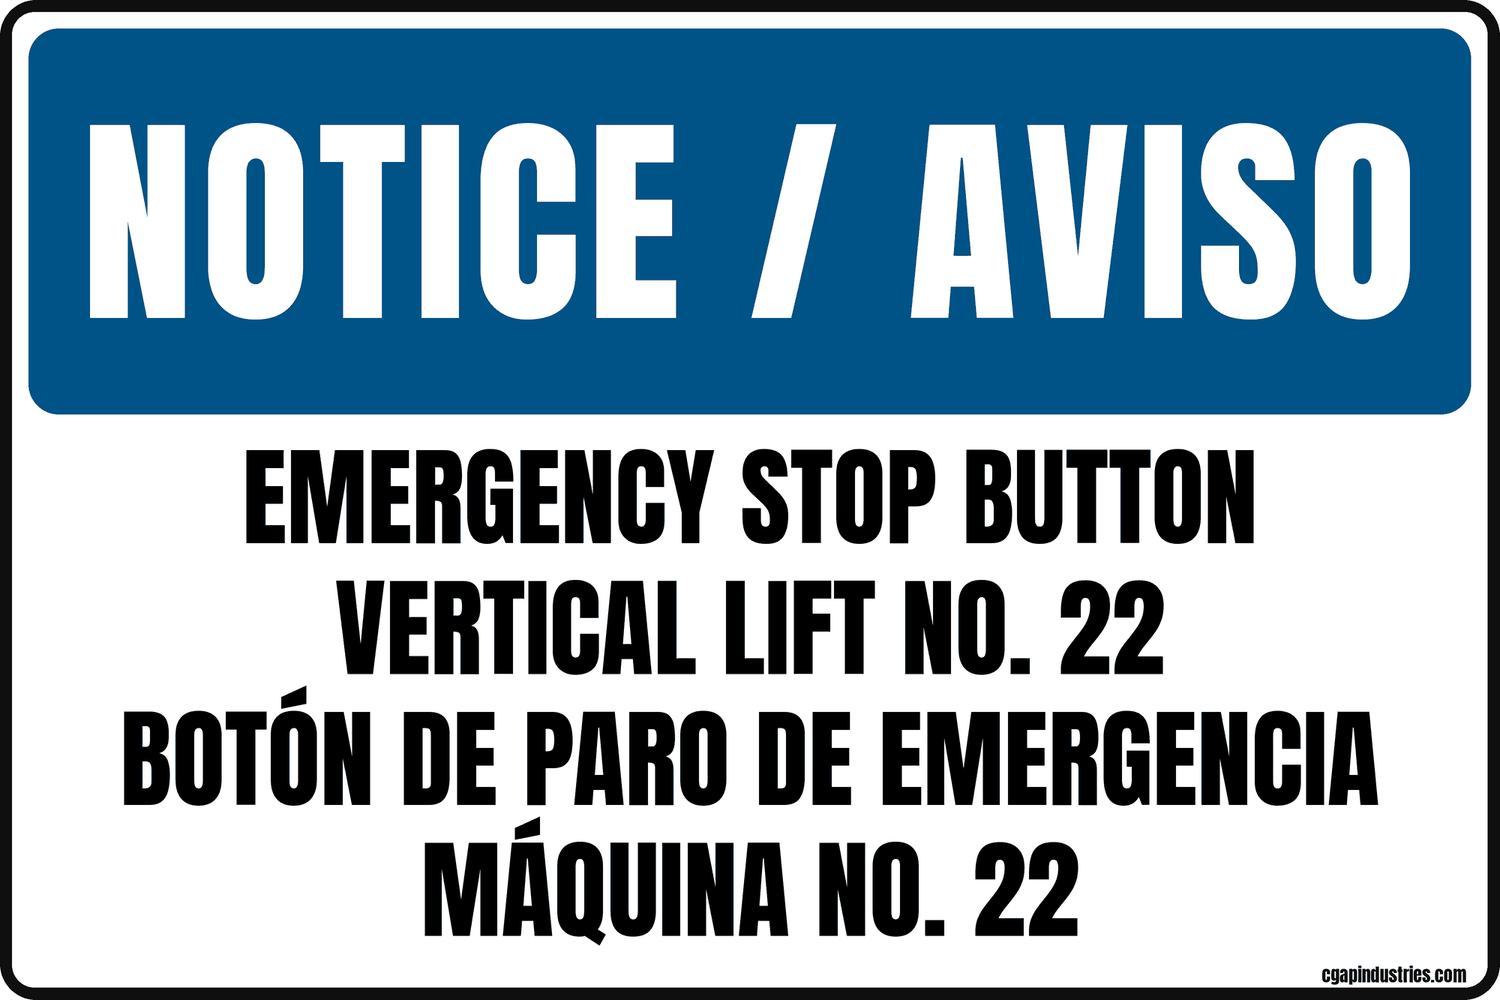 NOTICE / AVISO
EMERGENCY STOP BUTTON
VERTICAL LIFT NO. 22
BOTÓN DE PARO DE EMERGENCIA
MÁQUINA NO. 22
cgapindustries.com